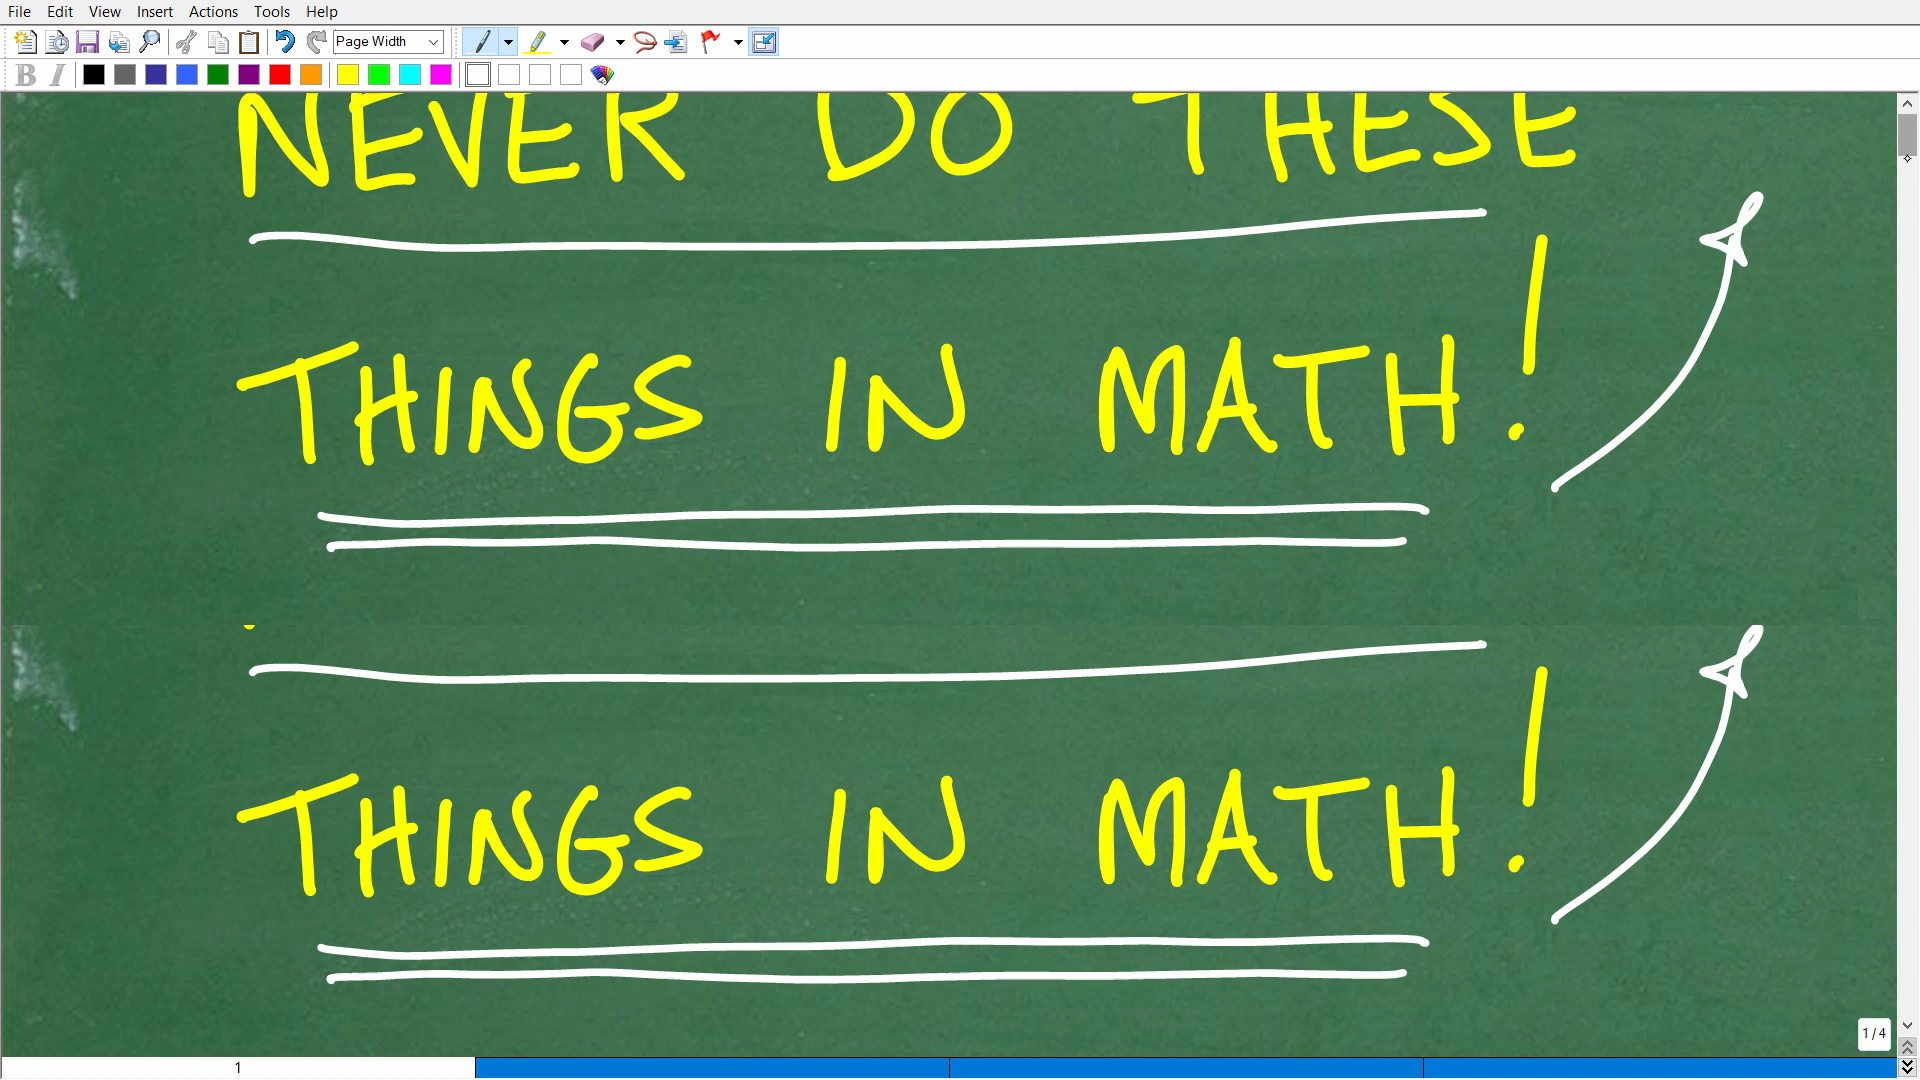 File Edit View Insert Actions Tools Help
Page Width
B I
NEVER DO THESE
THINGS IN MATH!
THINGS IN MATH!
1 / 4
1